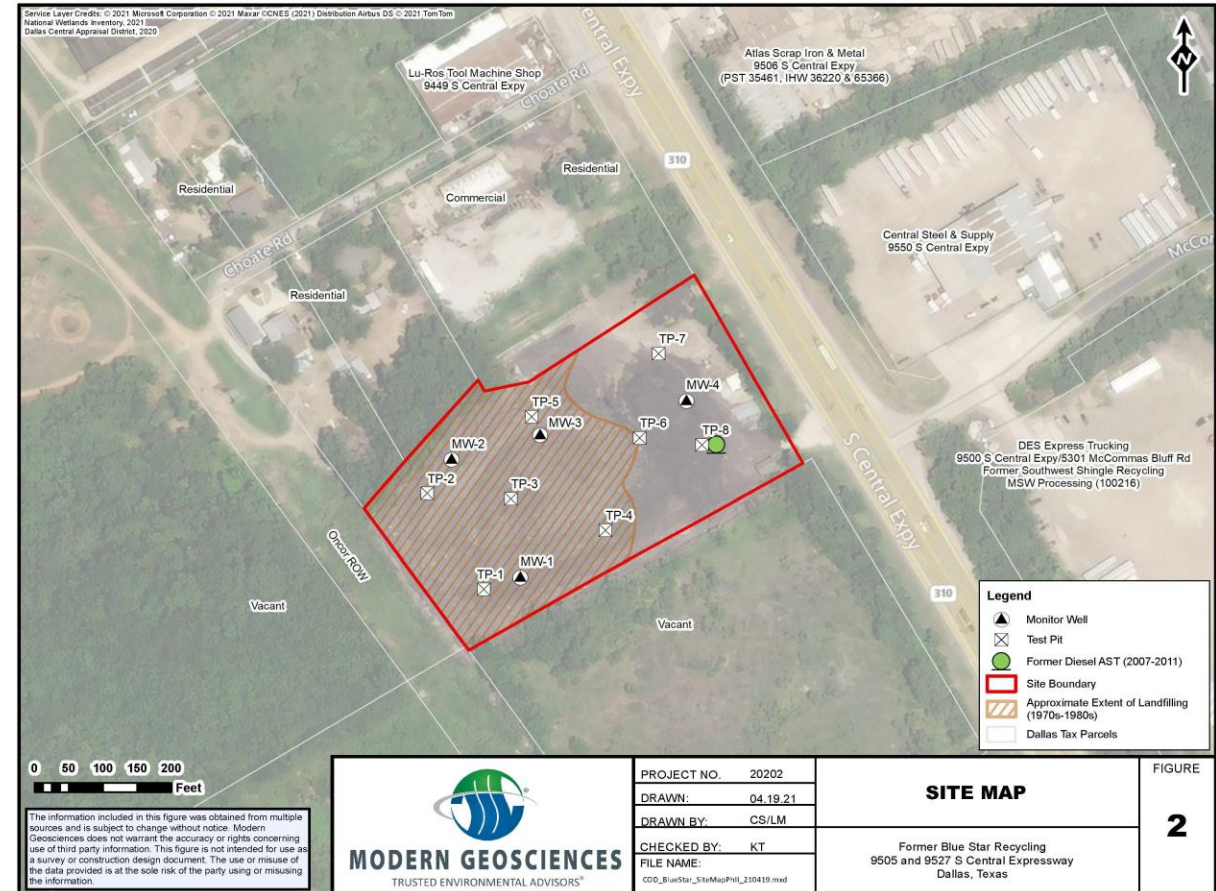 Service Layer Credits: © 2021 Microsoft Corporation © 2021 Maxar ©CNES (2021) Distribution Airbus DS © 2021 TomTom
National Wetlands Inventory, 2021
Dallas Central Appraisal District, 2020
N
Central Expy
Atlas Scrap Iron & Metal
9506 S Central Expy
(PST 35461, IHW 36220 & 65366)
Lu-Ros Tool Machine Shop
9449 S Central Expy
Choate Rd
310
Residential
Residential
Commercial
Central Steel & Supply
9550 S Central Expy
McCom
Choate Rd
Residential
TP-7
MW-4
TP-5
MW-3
TP-6
TP-8
MW-2
TP-2
TP-3
TP-4
DES Express Trucking
9500 S Central Expy/5301 McCommas Bluff Rd
Former Southwest Shingle Recycling
MSW Processing (100216)
S Central Expy
Oncor ROW
MW-1
TP-1
310
Vacant
Vacant
Legend
Monitor Well
Test Pit
Former Diesel AST (2007-2011)
Site Boundary
Approximate Extent of Landfilling
(1970s-1980s)
Dallas Tax Parcels
0 50 100 150 200
Feet
The information included in this figure was obtained from multiple
sources and is subject to change without notice. Modern
Geosciences does not warrant the accuracy or rights concerning
use of third party information. This figure is not intended for use as
a survey or construction design document. The use or misuse of
the data provided is at the sole risk of the party using or misusing
the information.
MODERN GEOSCIENCES
TRUSTED ENVIRONMENTAL ADVISORS®
PROJECT NO. 20202
DRAWN: 04.19.21
DRAWN BY: CS/LM
CHECKED BY: KT
FILE NAME:
COD_BlueStar_SiteMapPhII_210419.mxd
SITE MAP
Former Blue Star Recycling
9505 and 9527 S Central Expressway
Dallas, Texas
FIGURE
2